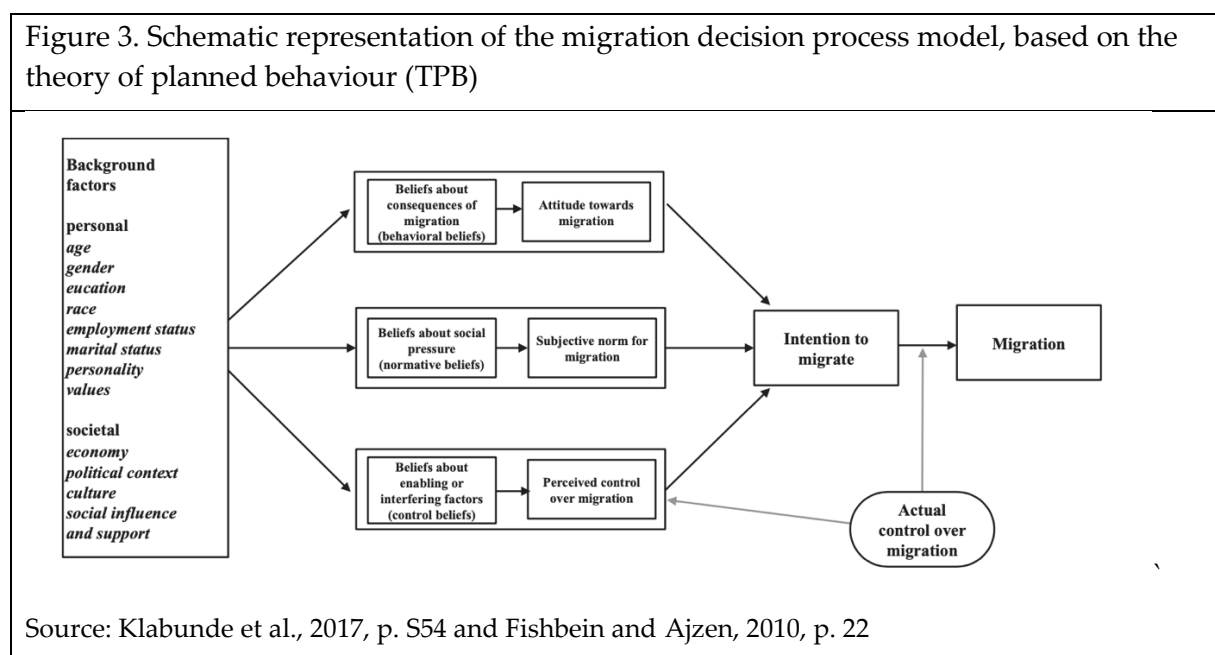 Figure 3. Schematic representation of the migration decision process model, based on the
theory of planned behaviour (TPB)
Background
factors
personal
age
gender
eucation
race
employment status
marital status
personality
values
societal
economy
political context
culture
social influence
and support
Beliefs about
consequences of
migration
(behavioral beliefs)
Attitude towards
migration
Beliefs about social
pressure
(normative beliefs)
Subjective norm for
migration
Beliefs about
enabling or
interfering factors
(control beliefs)
Perceived control
over migration
Intention to
migrate
Migration
Actual
control over
migration
`
Source: Klabunde et al., 2017, p. S54 and Fishbein and Ajzen, 2010, p. 22